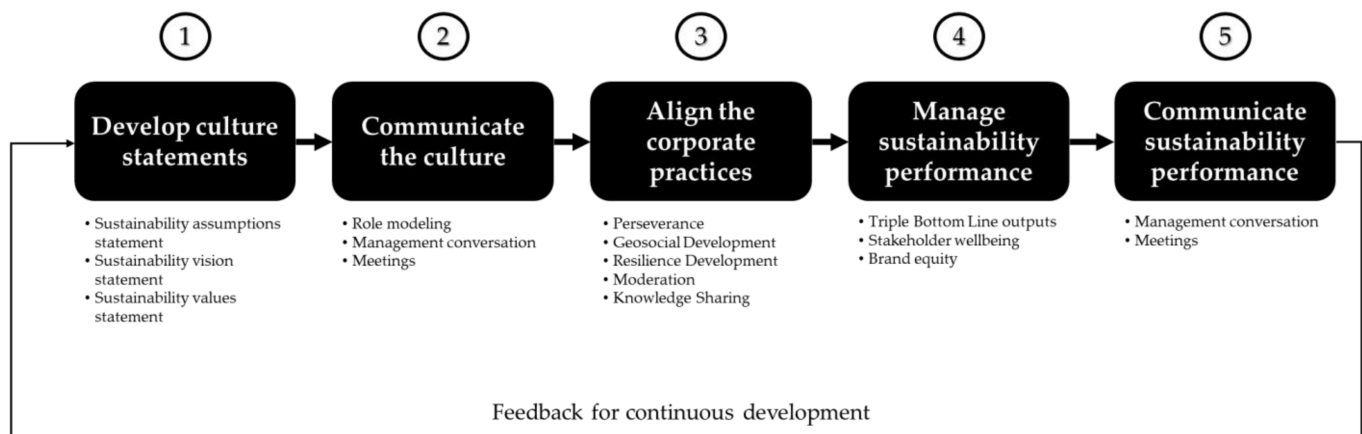 1
2
3
4
5
Develop culture
statements
Communicate
the culture
Align the
corporate
practices
Manage
sustainability
performance
Communicate
sustainability
performance
• Sustainability assumptions
statement
• Sustainability vision
statement
• Sustainability values
statement
• Role modeling
• Management conversation
• Meetings
• Perseverance
• Geosocial Development
• Resilience Development
• Moderation
• Knowledge Sharing
• Triple Bottom Line outputs
• Stakeholder wellbeing
• Brand equity
• Management conversation
• Meetings
Feedback for continuous development